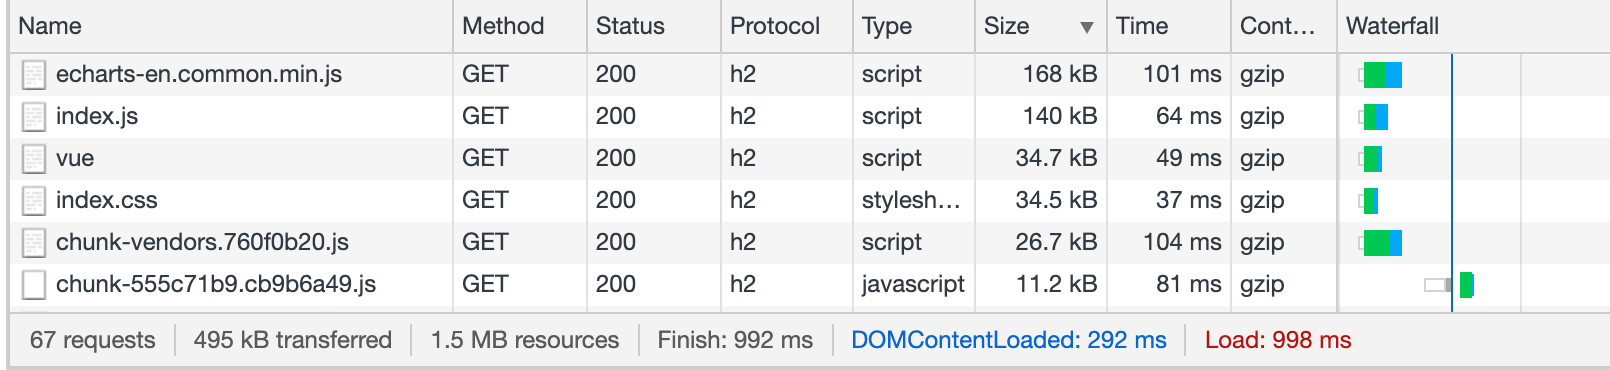 Name Method Status Protocol Type Size ▼ Time Cont... Waterfall
echarts-en.common.min.js GET 200 h2 script 168 kB 101 ms gzip
index.js GET 200 h2 script 140 kB 64 ms gzip
vue GET 200 h2 script 34.7 kB 49 ms gzip
index.css GET 200 h2 stylesh... 34.5 kB 37 ms gzip
chunk-vendors.760f0b20.js GET 200 h2 script 26.7 kB 104 ms gzip
chunk-555c71b9.cb9b6a49.js GET 200 h2 javascript 11.2 kB 81 ms gzip
67 requests 495 kB transferred 1.5 MB resources Finish: 992 ms DOMContentLoaded: 292 ms Load: 998 ms